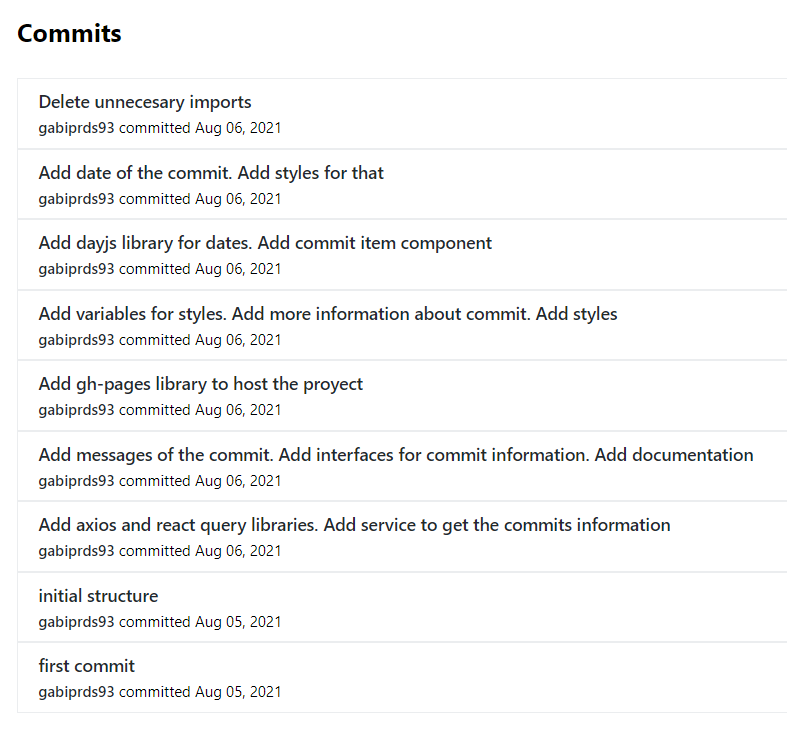 Commits
Delete unnecesary imports
gabiprds93 committed Aug 06, 2021
Add date of the commit. Add styles for that
gabiprds93 committed Aug 06, 2021
Add dayjs library for dates. Add commit item component
gabiprds93 committed Aug 06, 2021
Add variables for styles. Add more information about commit. Add styles
gabiprds93 committed Aug 06, 2021
Add gh-pages library to host the proyect
gabiprds93 committed Aug 06, 2021
Add messages of the commit. Add interfaces for commit information. Add documentation
gabiprds93 committed Aug 06, 2021
Add axios and react query libraries. Add service to get the commits information
gabiprds93 committed Aug 06, 2021
initial structure
gabiprds93 committed Aug 05, 2021
first commit
gabiprds93 committed Aug 05, 2021